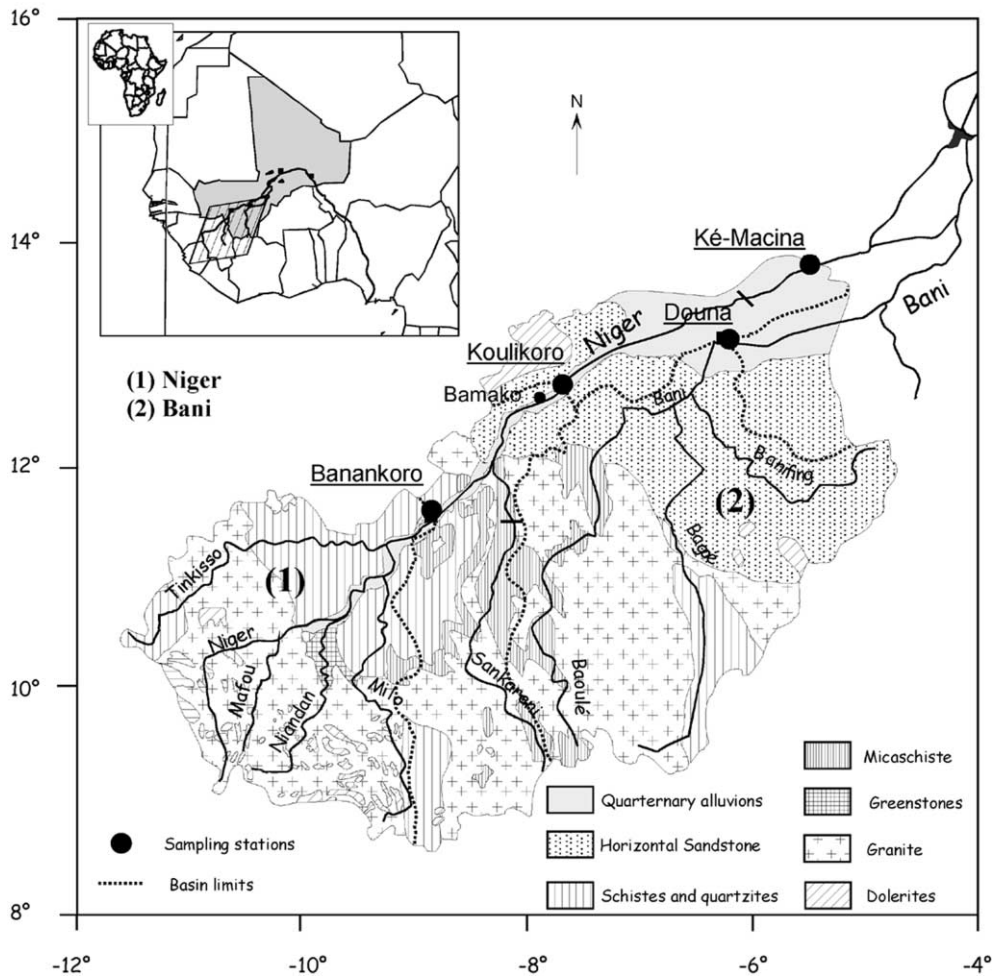 16°
14°
12°
10°
8°
-12°
-10°
-8°
-6°
-4°
N
Ké-Macina
Douna
Bani
Niger
Koulikoro
Bamako
(1) Niger
(2) Bani
Bani
Banankoro
Banifing
(2)
Bagoé
Tinkisso
(1)
Niger
Mafou
Niandan
Milo
Sankarani
Baoulé
Sampling stations
Basin limits
Quarternary alluvions
Horizontal Sandstone
Schistes and quartzites
Micaschiste
Greenstones
Granite
Dolerites